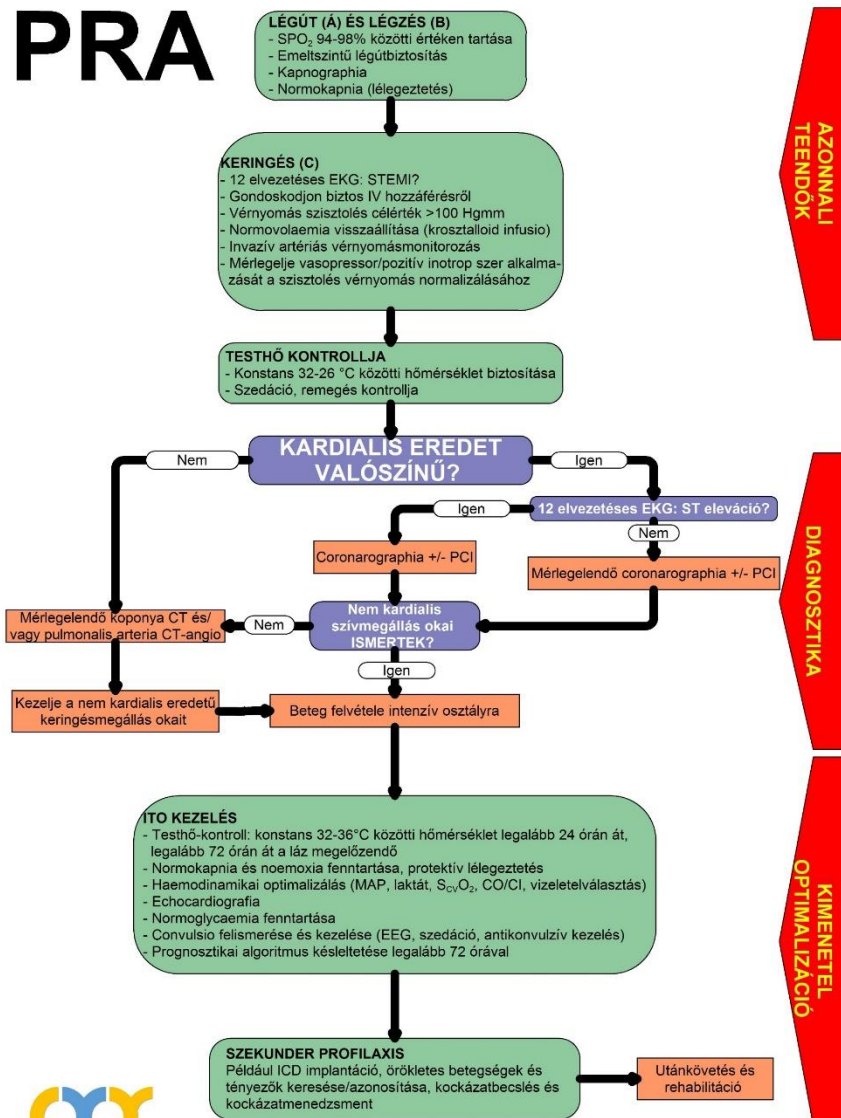 PRA
LÉGÚT (Á) ÉS LÉGZÉS (B)
- SPO₂ 94-98% közötti értéken tartása
- Emeltszintű légútbiztosítás
- Kapnographia
- Normokapnia (lélegeztetés)
KERINGÉS (C)
- 12 elvezetéses EKG: STEMI?
- Gondoskodjon biztos IV hozzáférésről
- Vérnyomás szisztolés célérték >100 Hgmm
- Normovolaemia visszaállítása (krosztalloid infusio)
- Invazív artériás vérnyomásmonitorozás
- Mérlegelje vasopressor/pozitív inotrop szer alkalma-
zását a szisztolés vérnyomás normalizálásához
AZONNALI
TEENDŐK
TESTHŐ KONTROLLJA
- Konstans 32-26 °C közötti hőmérséklet biztosítása
- Szedáció, remegés kontrollja
KARDIALIS EREDET
VALÓSZÍNŰ?
Nem
Igen
12 elvezetéses EKG: ST eleváció?
Igen
Nem
Coronarographia +/- PCI
Mérlegelendő coronarographia +/- PCI
Nem kardialis
szívmegállás okai
ISMERTEK?
Nem
Igen
Mérlegelendő koponya CT és/
vagy pulmonalis arteria CT-angio
Kezelje a nem kardialis eredetű
keringésmegállás okait
Beteg felvétele intenzív osztályra
DIAGNOSZTIKA
ITO KEZELÉS
- Testhő-kontroll: konstans 32-36°C közötti hőmérséklet legalább 24 órán át,
legalább 72 órán át a láz megelőzendő
- Normokapnia és noemoxia fenntartása, protektív lélegeztetés
- Haemodinamikai optimalizálás (MAP, laktát, SCVO₂, CO/CI, vizeletelválasztás)
- Echocardiografia
- Normoglycaemia fenntartása
- Convulsio felismerése és kezelése (EEG, szedáció, antikonvulzív kezelés)
- Prognosztikai algoritmus késleltetése legalább 72 órával
KIMENETEL
OPTIMALIZÁCIÓ
SZEKUNDER PROFILAXIS
Például ICD implantáció, örökletes betegségek és
tényezők keresése/azonosítása, kockázatbecslés és
kockázatmenedzsment
Utánkövetés és
rehabilitáció